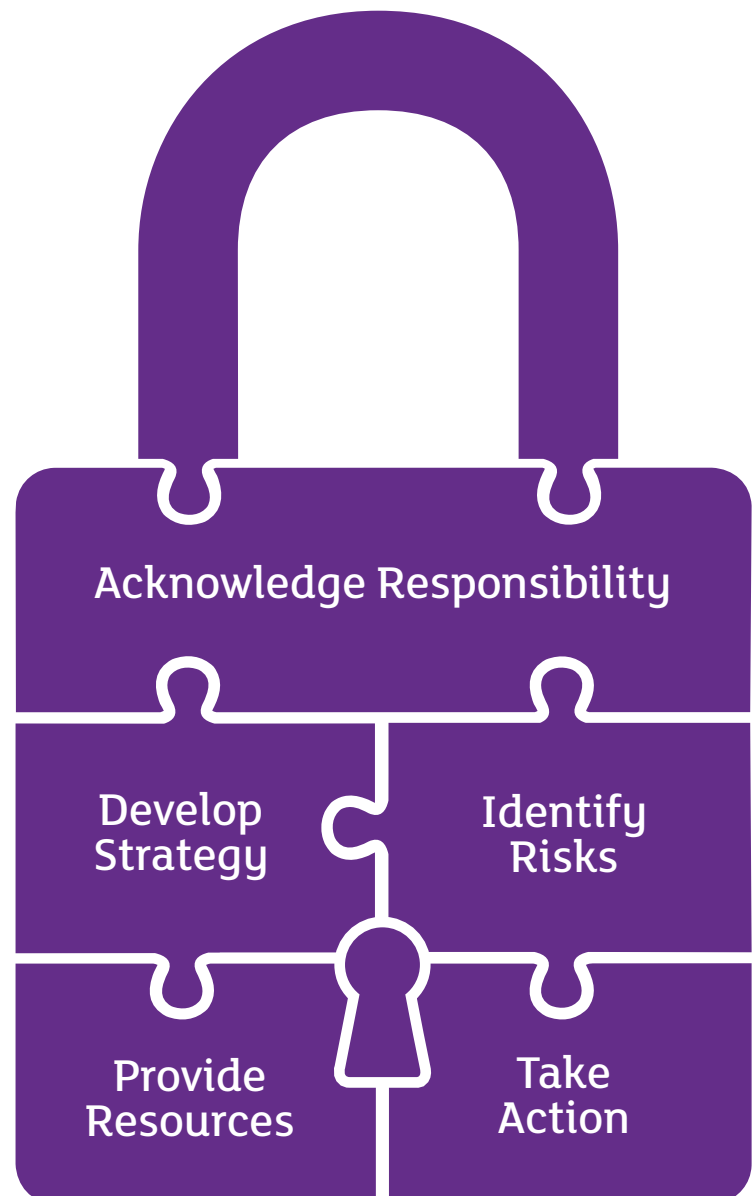 Acknowledge Responsibility
Develop
Strategy
Identify
Risks
Provide
Resources
Take
Action